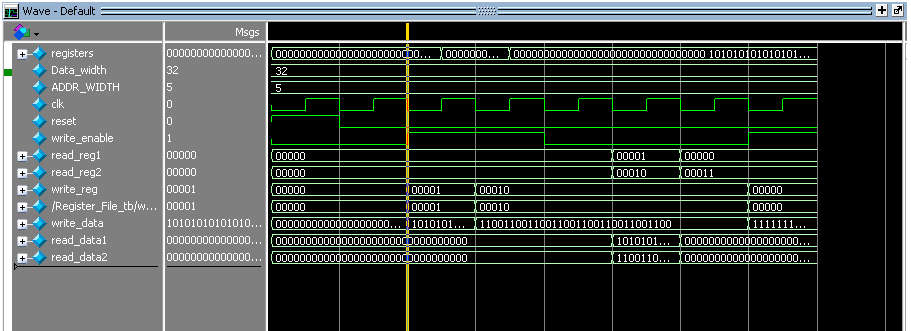 Wave - Default
Msgs
registers 00000000000000... 0000000000000000000000000... 0000000... 00000000000000000000000000000000 101010101010101...
Data_width 32 32
ADDR_WIDTH 5 5
clk 0
reset 0
write_enable 1
read_reg1 00000 00000 00001 00000
read_reg2 00000 00000 00010 00011
write_reg 00001 00000 00001 00010 00000
/Register_File_tb/w... 00001 00000 00001 00010 00000
write_data 10101010101010... 00000000000000000000... 1010101... 11001100110011001100110011001100 1111111...
read_data1 00000000000000... 00000000000000000000000000000000 1010101... 00000000000000000000...
read_data2 00000000000000... 00000000000000000000000000000000 1100110... 00000000000000000000...